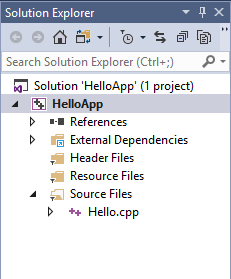 Solution Explorer
Search Solution Explorer (Ctrl+;)
Solution 'HelloApp' (1 project)
HelloApp
References
External Dependencies
Header Files
Resource Files
Source Files
Hello.cpp